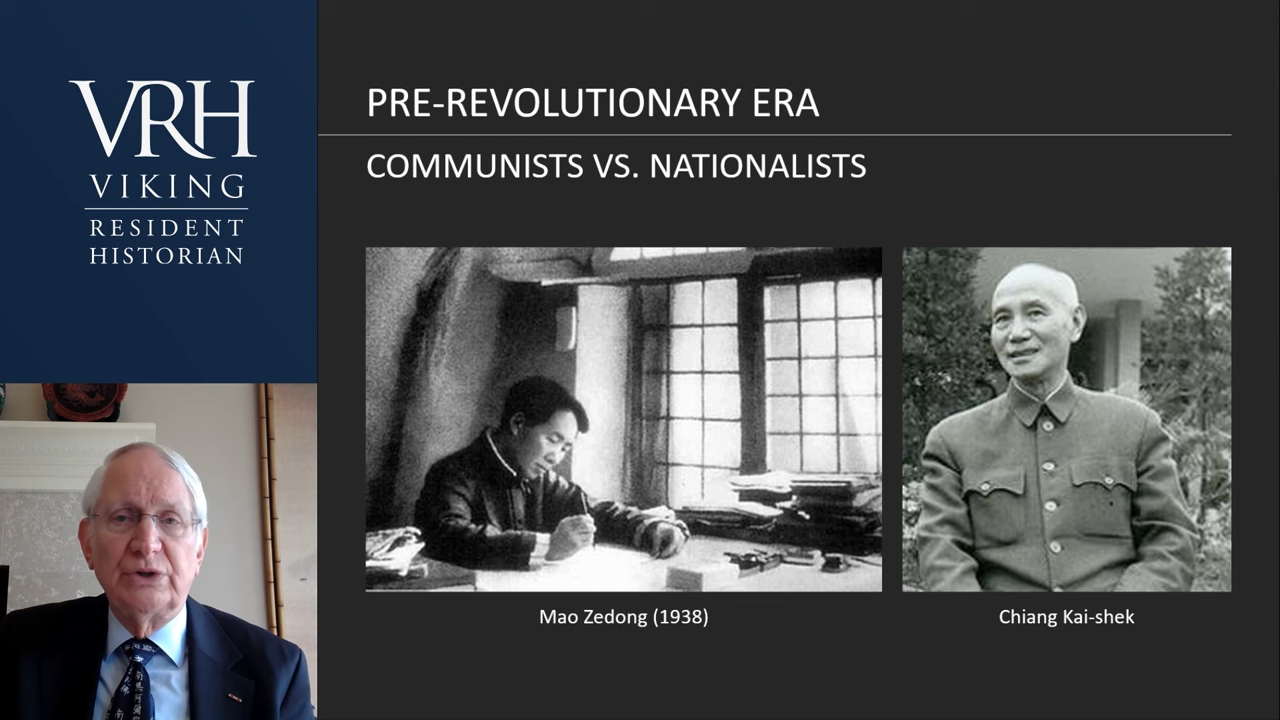 VRH
VIKING
RESIDENT
HISTORIAN
PRE-REVOLUTIONARY ERA
COMMUNISTS VS. NATIONALISTS
Mao Zedong (1938)
Chiang Kai-shek